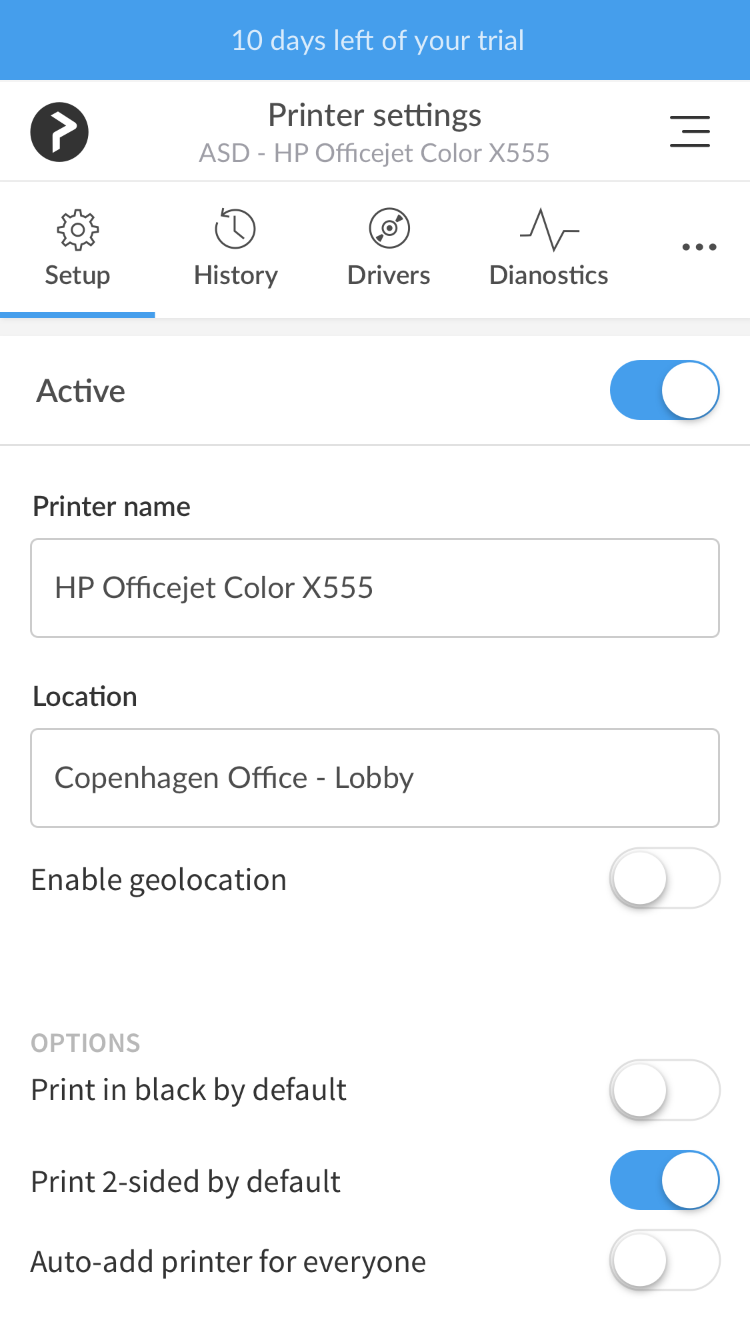 10 days left of your trial
Printer settings
ASD - HP Officejet Color X555
Setup History Drivers Dianostics
Active
Printer name
HP Officejet Color X555
Location
Copenhagen Office - Lobby
Enable geolocation
OPTIONS
Print in black by default
Print 2-sided by default
Auto-add printer for everyone